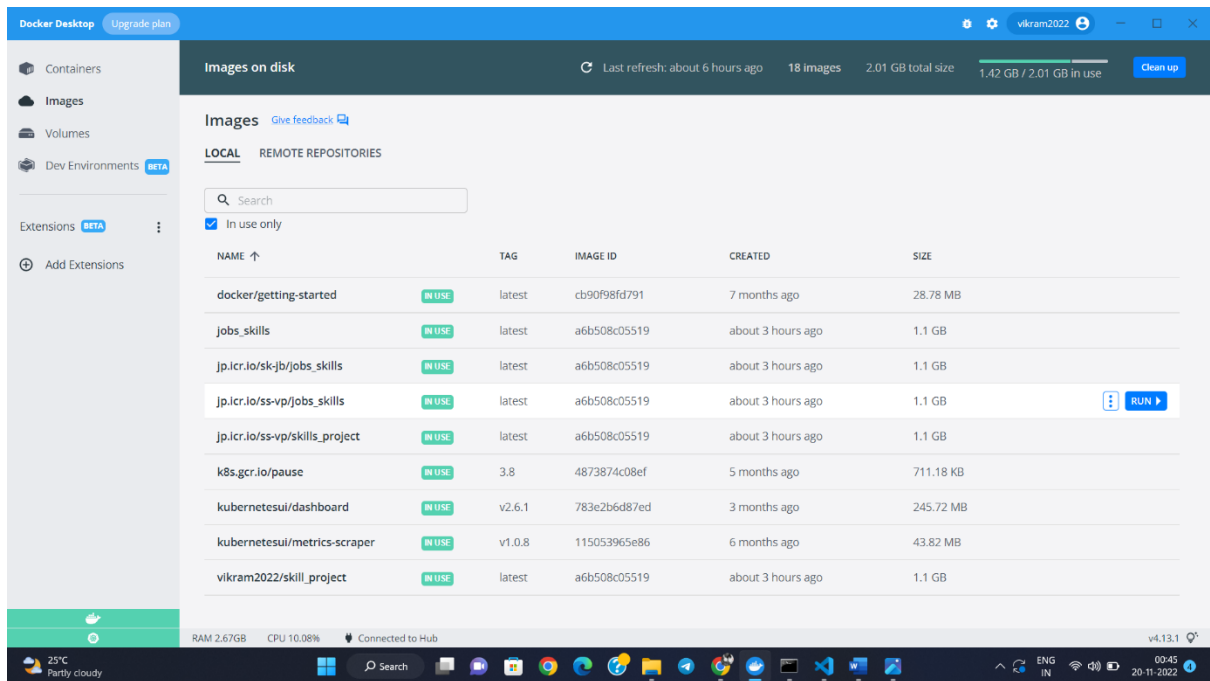 Docker Desktop Upgrade plan vikram2022
Containers
Images
Volumes
Dev Environments BETA
Extensions BETA
Add Extensions
Images on disk Last refresh: about 6 hours ago 18 images 2.01 GB total size 1.42 GB / 2.01 GB in use Clean up
Images Give feedback
LOCAL REMOTE REPOSITORIES
Search
In use only
NAME TAG IMAGE ID CREATED SIZE
docker/getting-started IN USE latest cb90f98fd791 7 months ago 28.78 MB
jobs_skills IN USE latest a6b508c05519 about 3 hours ago 1.1 GB
jp.icr.io/sk-jb/jobs_skills IN USE latest a6b508c05519 about 3 hours ago 1.1 GB
jp.icr.io/ss-vp/jobs_skills IN USE latest a6b508c05519 about 3 hours ago 1.1 GB RUN
jp.icr.io/ss-vp/skills_project IN USE latest a6b508c05519 about 3 hours ago 1.1 GB
k8s.gcr.io/pause IN USE 3.8 4873874c08ef 5 months ago 711.18 KB
kubernetesui/dashboard IN USE v2.6.1 783e2b6d87ed 3 months ago 245.72 MB
kubernetesui/metrics-scraper IN USE v1.0.8 115053965e86 6 months ago 43.82 MB
vikram2022/skill_project IN USE latest a6b508c05519 about 3 hours ago 1.1 GB
RAM 2.67GB CPU 10.08% Connected to Hub v4.13.1
25°C
Partly cloudy
Search
ENG
IN
00:45
20-11-2022
4